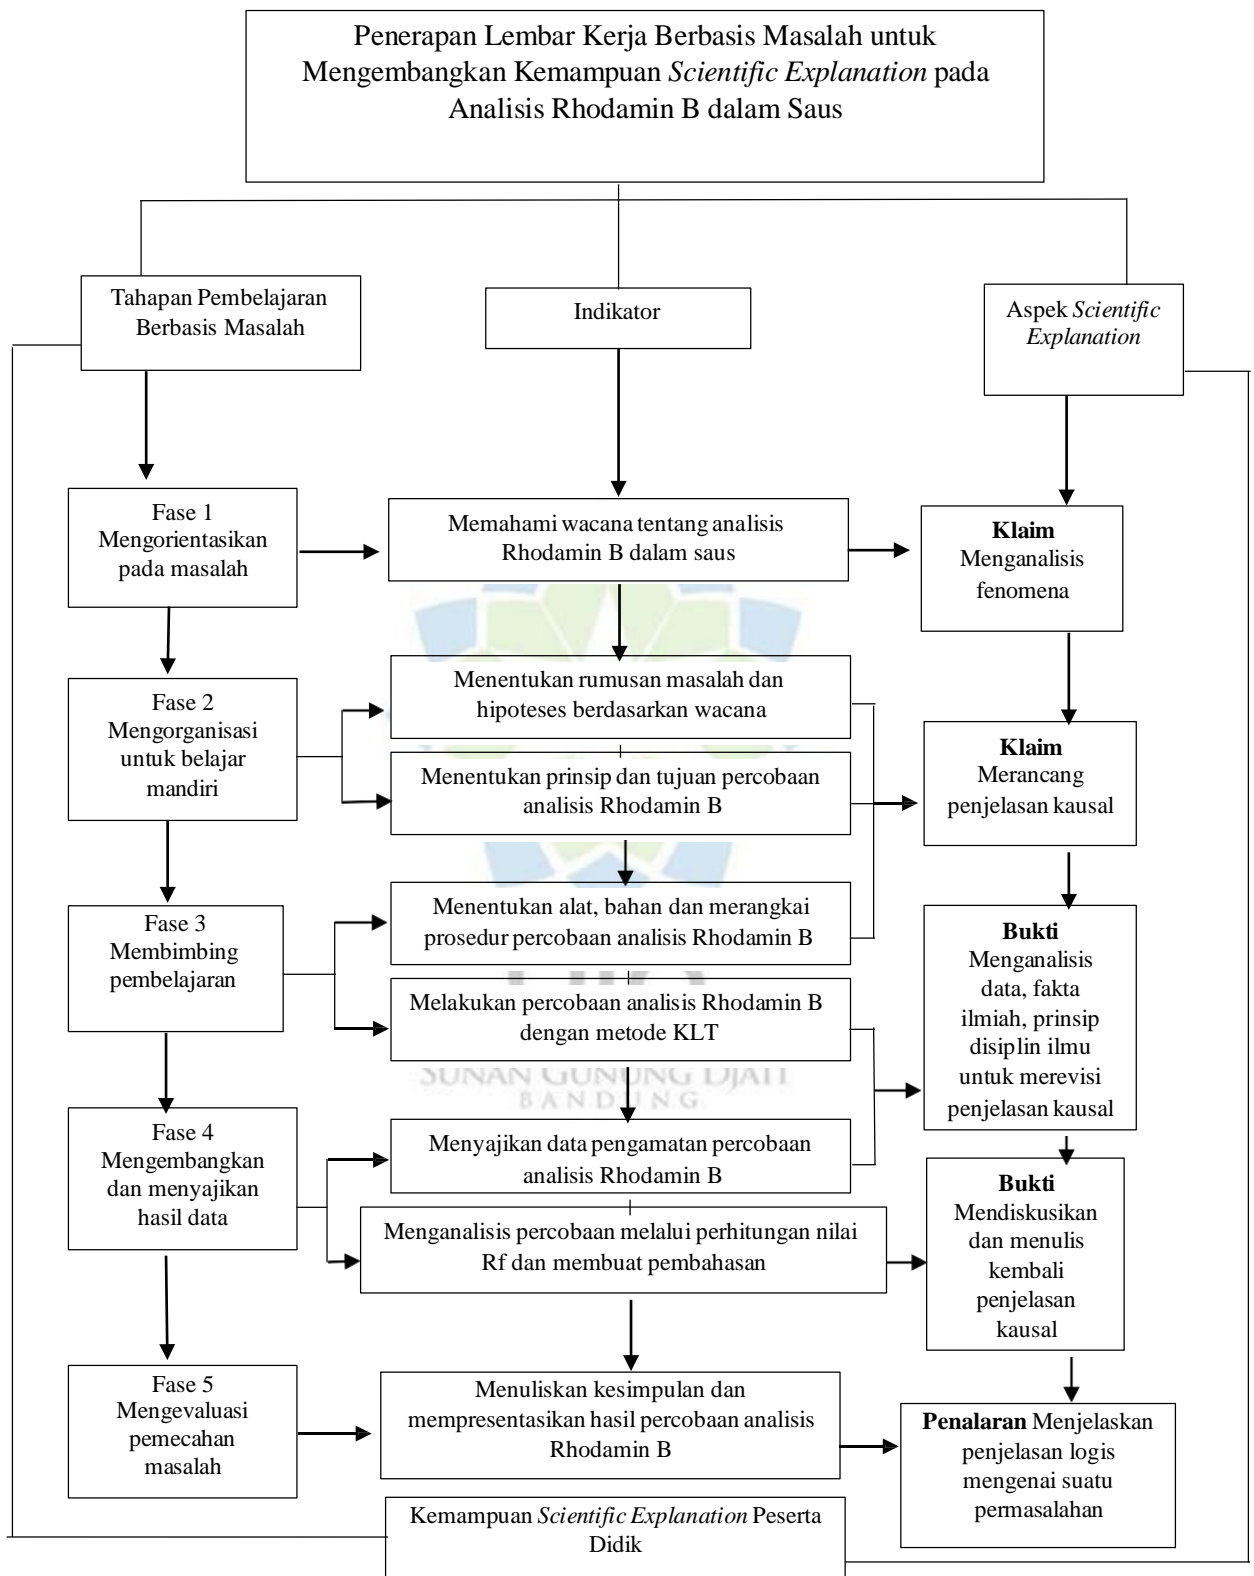 Penerapan Lembar Kerja Berbasis Masalah untuk
Mengembangkan Kemampuan Scientific Explanation pada
Analisis Rhodamin B dalam Saus
Tahapan Pembelajaran
Berbasis Masalah
Indikator
Aspek Scientific
Explanation
Fase 1
Mengorientasikan
pada masalah
Memahami wacana tentang analisis
Rhodamin B dalam saus
Klaim
Menganalisis
fenomena
Fase 2
Mengorganisasi
untuk belajar
mandiri
Menentukan rumusan masalah dan
hipoteses berdasarkan wacana
Menentukan prinsip dan tujuan percobaan
analisis Rhodamin B
Klaim
Merancang
penjelasan kausal
Fase 3
Membimbing
pembelajaran
Menentukan alat, bahan dan merangkai
prosedur percobaan analisis Rhodamin B
Melakukan percobaan analisis Rhodamin B
dengan metode KLT
Bukti
Menganalisis
data, fakta
ilmiah, prinsip
disiplin ilmu
untuk merevisi
penjelasan kausal
SUNAN GUNUNG DJATI
BANDUNG
Fase 4
Mengembangkan
dan menyajikan
hasil data
Menyajikan data pengamatan percobaan
analisis Rhodamin B
Menganalisis percobaan melalui perhitungan nilai
Rf dan membuat pembahasan
Bukti
Mendiskusikan
dan menulis
kembali
penjelasan
kausal
Fase 5
Mengevaluasi
pemecahan
masalah
Menuliskan kesimpulan dan
mempresentasikan hasil percobaan analisis
Rhodamin B
Penalaran Menjelaskan
penjelasan logis
mengenai suatu
permasalahan
Kemampuan Scientific Explanation Peserta
Didik